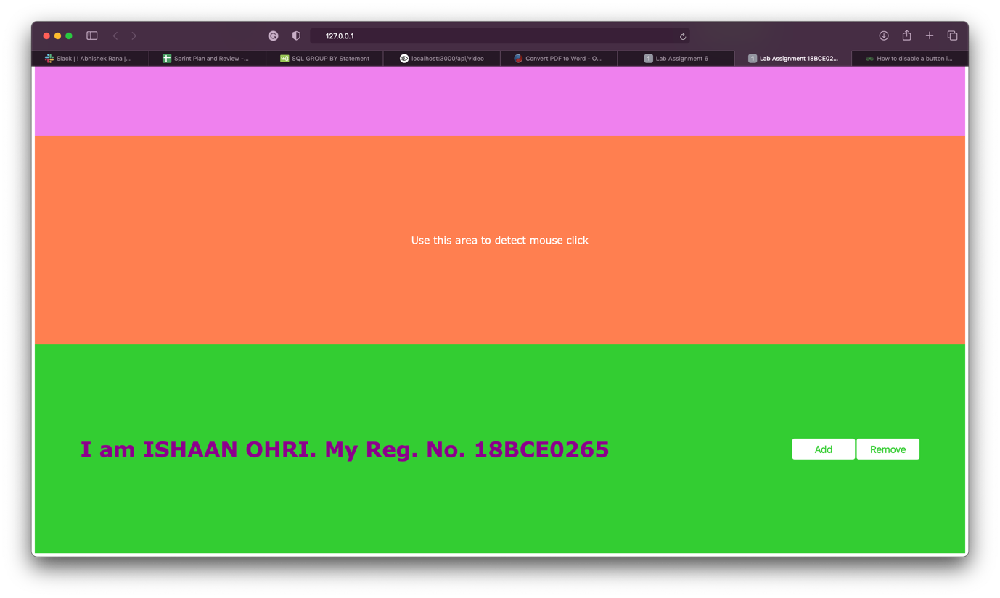 127.0.0.1
Slack | ! Abhishek Rana |...
Sprint Plan and Review -...
SQL GROUP BY Statement
localhost:3000/api/video
Convert PDF to Word - O...
1 Lab Assignment 6
1 Lab Assignment 18BCE02...
How to disable a button i...
Use this area to detect mouse click
I am ISHAAN OHRI. My Reg. No. 18BCE0265
Add
Remove